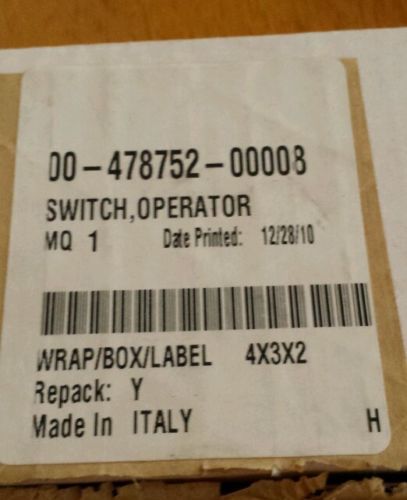 00-478752-00008
SWITCH,OPERATOR
MQ 1 Date Printed: 12/28/10
WRAP/BOX/LABEL 4X3X2
Repack: Y
Made In ITALY H